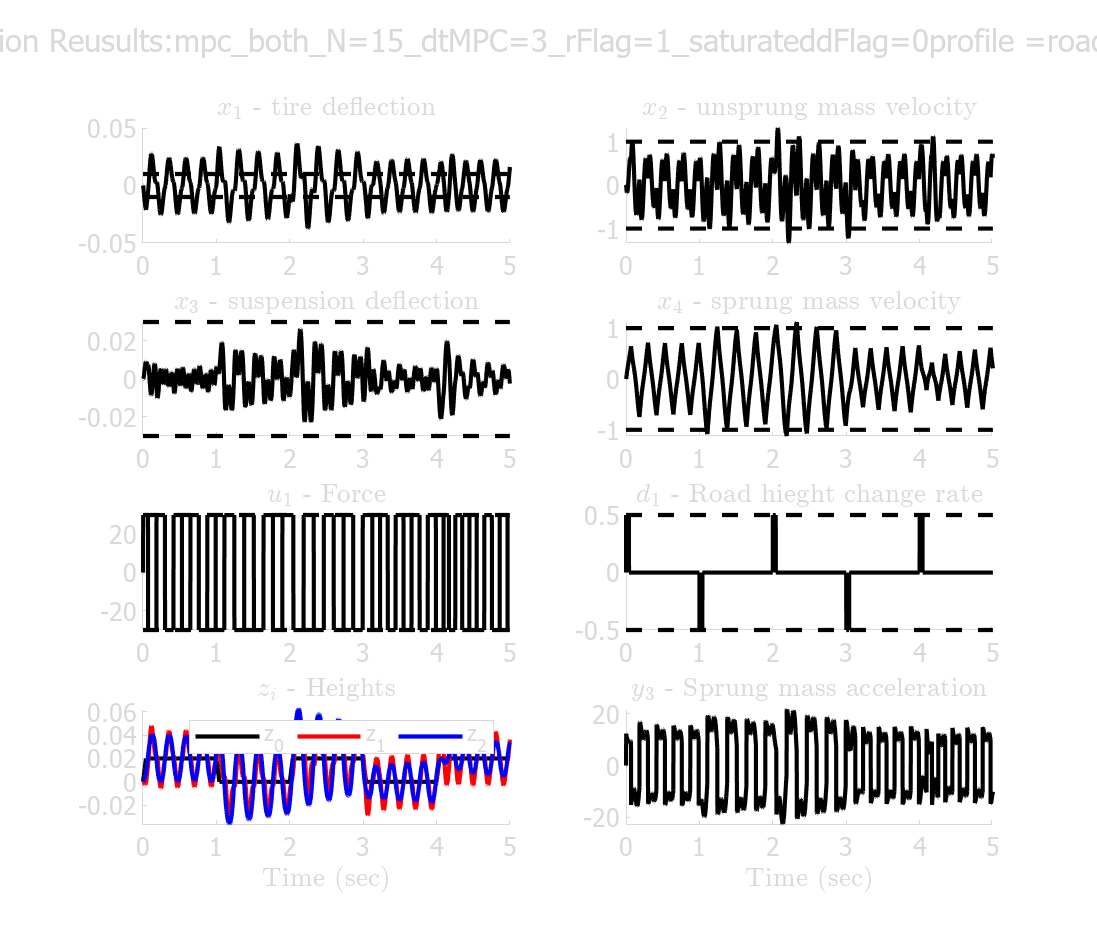 ion Reusults:mpc_both_N=15_dtMPC=3_rFlag=1_saturateddFlag=0profile =road
x₁ - tire deflection
0.05
0
-0.05
0 1 2 3 4 5
x₂ - unsprung mass velocity
1
0
-1
0 1 2 3 4 5
x₃ - suspension deflection
0.02
0
-0.02
0 1 2 3 4 5
x₄ - sprung mass velocity
1
0
-1
0 1 2 3 4 5
u₁ - Force
20
0
-20
0 1 2 3 4 5
d₁ - Road hieght change rate
0.5
0
-0.5
0 1 2 3 4 5
zᵢ - Heights
0.06
0.04
0.02
0
-0.02
z₀ z₁ z₂
0 1 2 3 4 5
Time (sec)
y₃ - Sprung mass acceleration
20
0
-20
0 1 2 3 4 5
Time (sec)